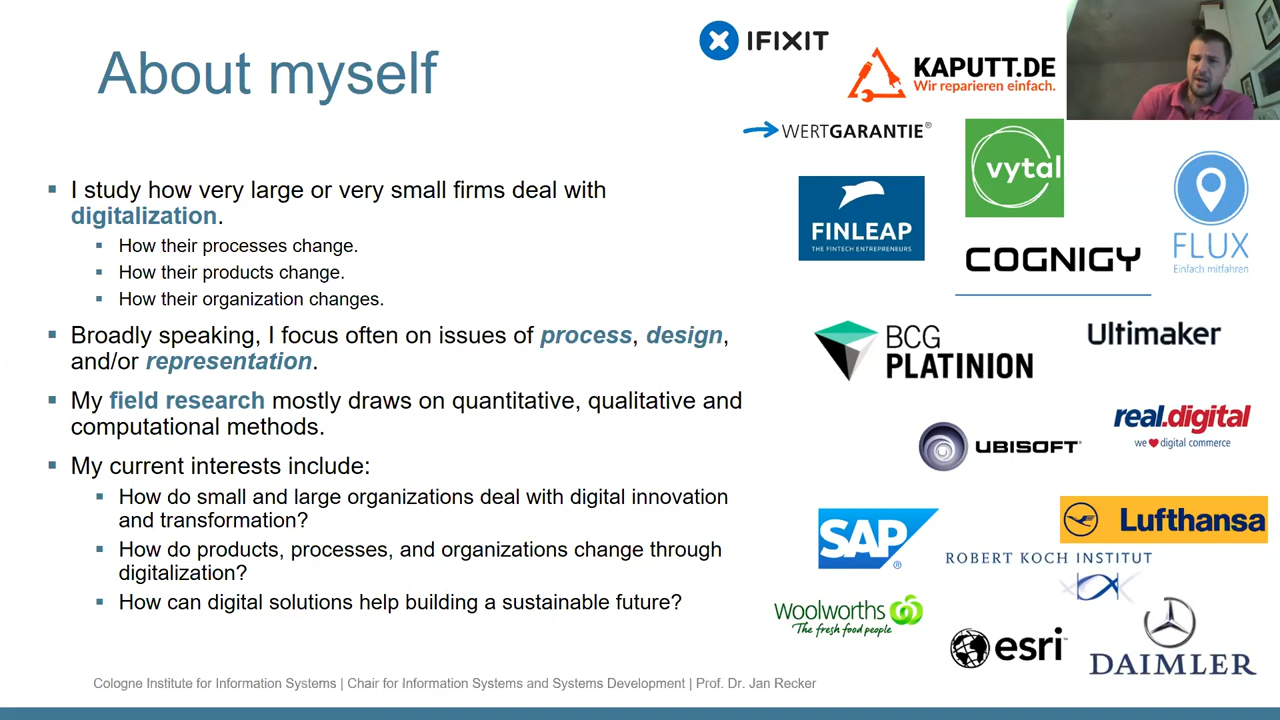 About myself
I study how very large or very small firms deal with
digitalization.
How their processes change.
How their products change.
How their organization changes.
Broadly speaking, I focus often on issues of process, design,
and/or representation.
My field research mostly draws on quantitative, qualitative and
computational methods.
My current interests include:
How do small and large organizations deal with digital innovation
and transformation?
How do products, processes, and organizations change through
digitalization?
How can digital solutions help building a sustainable future?
IFIXIT
KAPUTT.DE
Wir reparieren einfach.
WERTGARANTIE®
vytal
FINLEAP
THE FINTECH ENTREPRENEURS
COGNIGY
FLUX
Einfach mitfahren
BCG
PLATINION
Ultimaker
real.digital
we ♥ digital commerce
UBISOFT®
SAP®
Lufthansa
ROBERT KOCH INSTITUT
Woolworths
The fresh food people
esri™
DAIMLER
Cologne Institute for Information Systems | Chair for Information Systems and Systems Development | Prof. Dr. Jan Recker